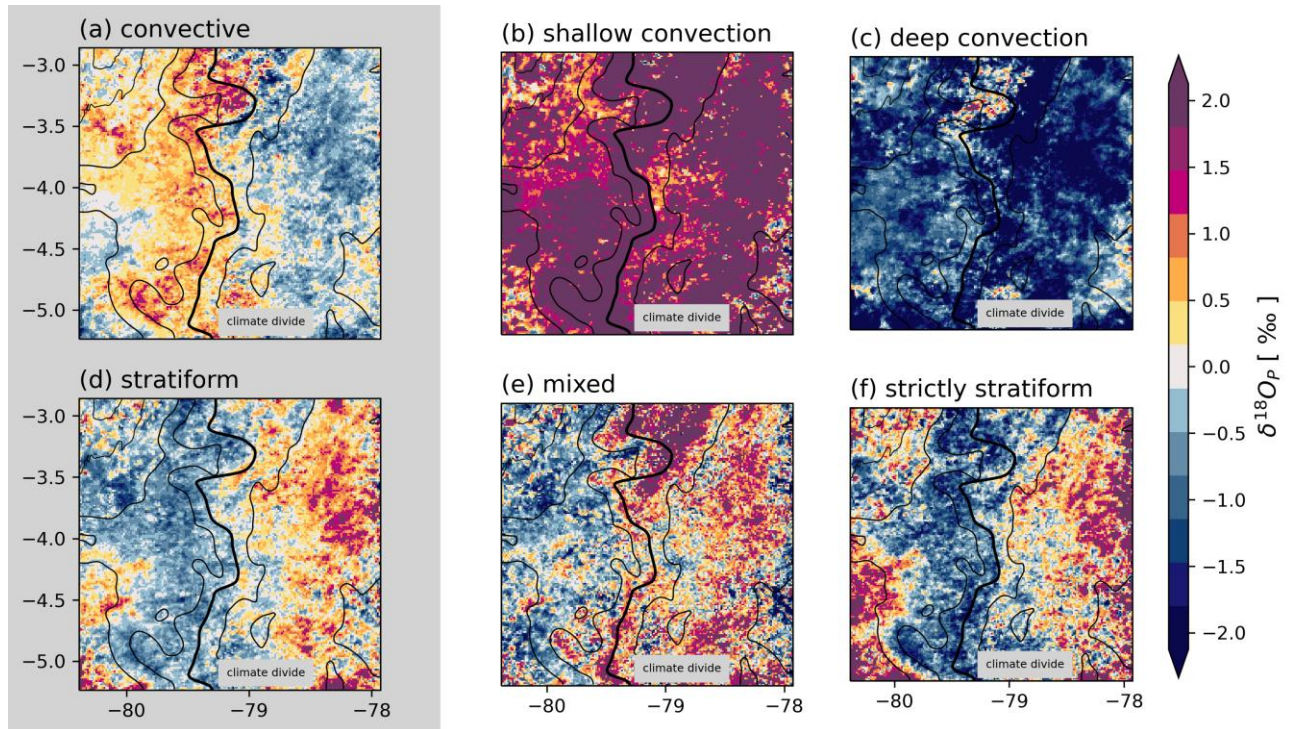 (a) convective
(b) shallow convection
(c) deep convection
−3.0
−3.5
−4.0
−4.5
−5.0
climate divide
climate divide
climate divide
(d) stratiform
(e) mixed
(f) strictly stratiform
−3.0
−3.5
−4.0
−4.5
−5.0
climate divide
climate divide
climate divide
−80
−79
−78
−80
−79
−78
−80
−79
−78
2.0
1.5
1.0
0.5
0.0
−0.5
−1.0
−1.5
−2.0
δ¹⁸O_P [ ‰ ]